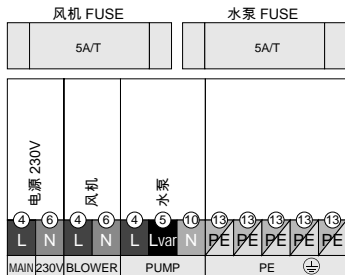 风机 FUSE 水泵 FUSE
5A/T 5A/T
电源 230V 风机 水泵
4 6 4 6 4 5 10 13 13 13 13 13
L N L N L Lvar N PE PE PE PE PE
MAIN 230V BLOWER PUMP PE